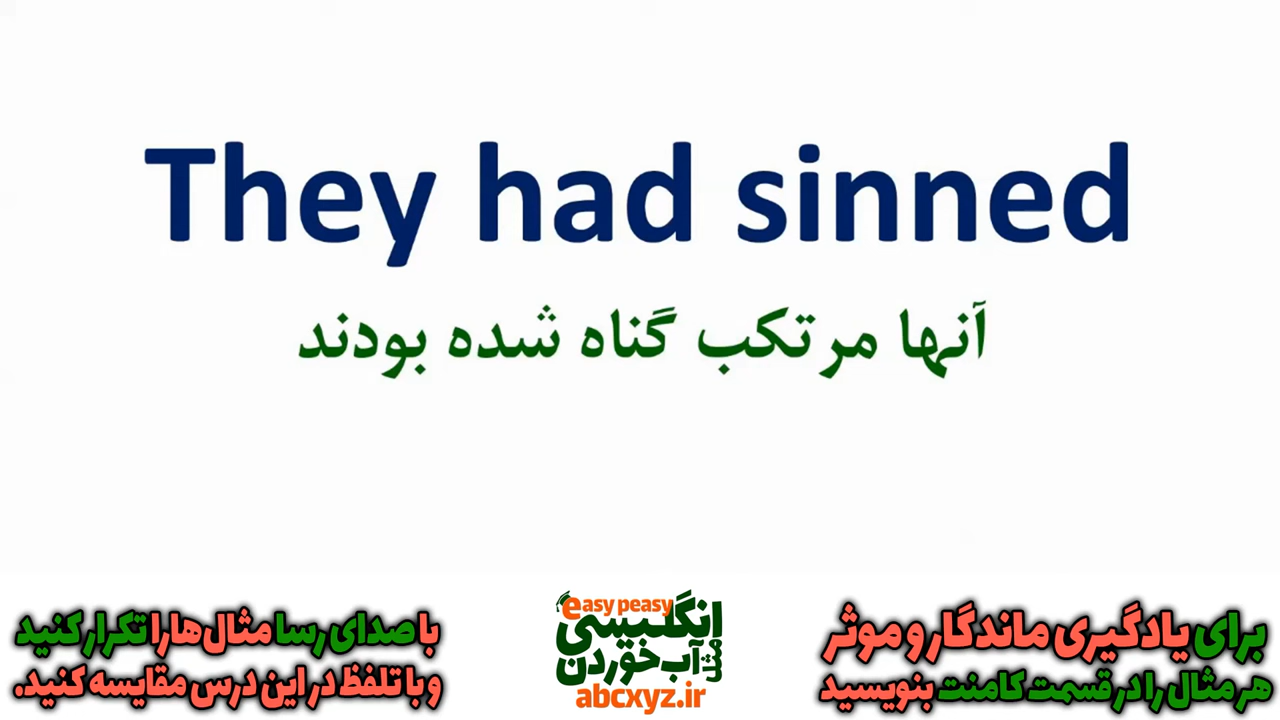 They had sinned
آنها مرتکب گناه شده بودند
برای یادگیری ماندگار و موثر
هر مثال را در قسمت کامنت بنویسید
easy peasy
انگلیسی
مثل آب خوردن
abcxyz.ir
با صدای رسا مثال‌ها را تکرار کنید
و با تلفظ در این درس مقایسه کنید.